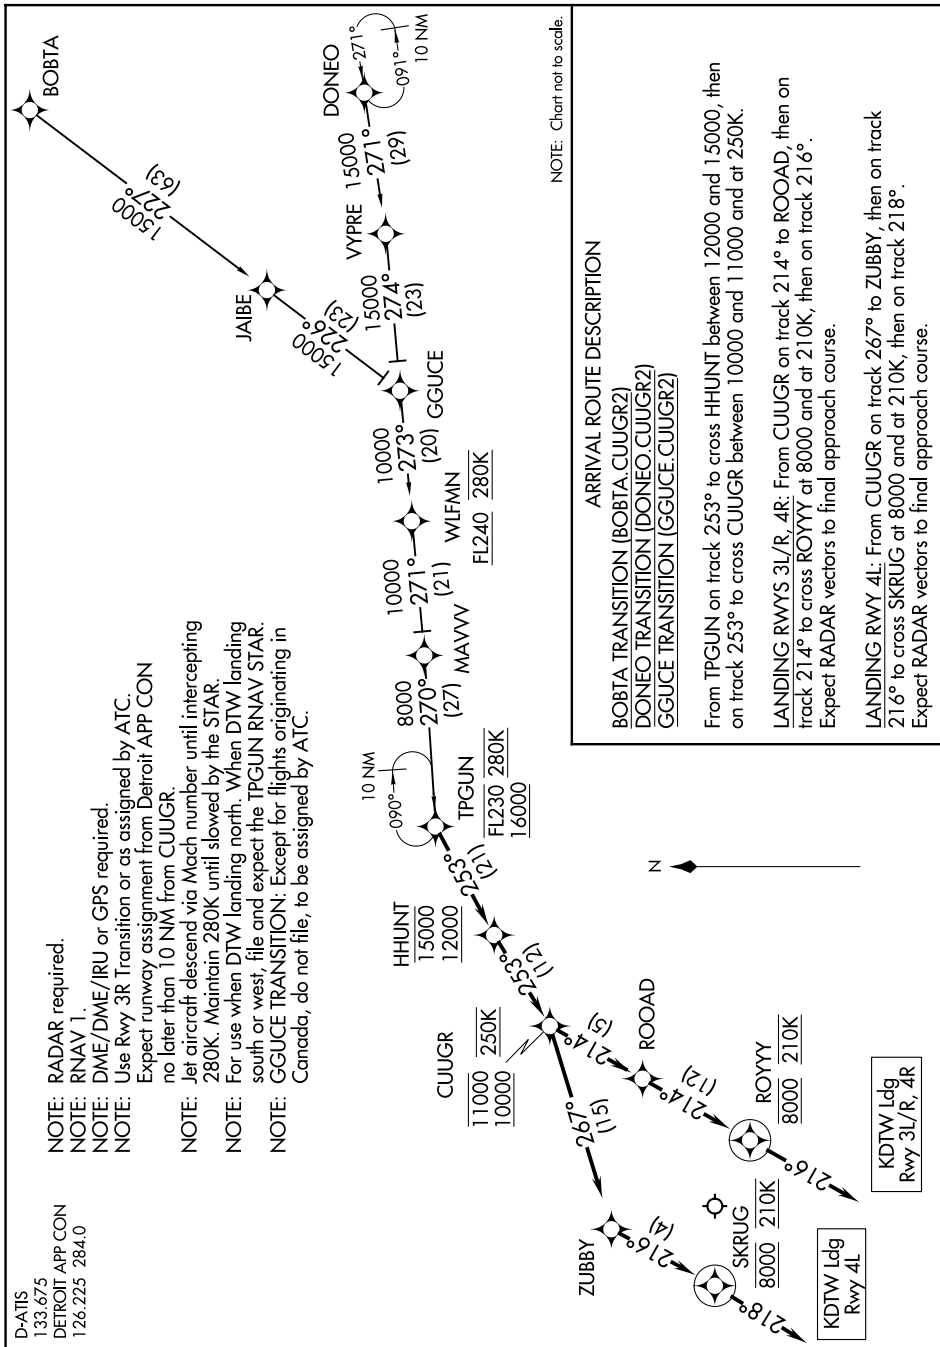 D-ATIS
133.675
DETROIT APP CON
126.225 284.0
NOTE: RADAR required.
NOTE: RNAV 1.
NOTE: DME/DME/IRU or GPS required.
NOTE: Use Rwy 3R Transition or as assigned by ATC.
Expect runway assignment from Detroit APP CON
no later than 10 NM from CUUGR.
NOTE: Jet aircraft descend via Mach number until intercepting
280K. Maintain 280K until slowed by the STAR.
NOTE: For use when DTW landing north. When DTW landing
south or west, file and expect the TPGUN RNAV STAR.
NOTE: GGUCE TRANSITION: Except for flights originating in
Canada, do not file, to be assigned by ATC.
BOBTA
15000
227°
(63)
JAIBE
15000
226°
(23)
DONEO
271°
091°
10 NM
15000
271°
(29)
VYPRE
15000
274°
(23)
GGUCE
10000
273°
(20)
WLFMN
FL240 280K
10000
271°
(21)
MAVVV
8000
270°
(27)
10 NM
090°
TPGUN
FL230 280K
16000
253°
(21)
HHUNT
15000
12000
253°
(12)
CUUGR
11000 250K
10000
214°
(5)
ROOAD
214°
(12)
ROYYY
8000 210K
216°
KDTW Ldg
Rwy 3L/R, 4R
267°
(15)
ZUBBY
216°
(4)
SKRUG
8000 210K
218°
KDTW Ldg
Rwy 4L
N
NOTE: Chart not to scale.
ARRIVAL ROUTE DESCRIPTION
BOBTA TRANSITION (BOBTA.CUUGR2)
DONEO TRANSITION (DONEO.CUUGR2)
GGUCE TRANSITION (GGUCE.CUUGR2)
From TPGUN on track 253° to cross HHUNT between 12000 and 15000, then
on track 253° to cross CUUGR between 10000 and 11000 and at 250K.
LANDING RWYS 3L/R, 4R: From CUUGR on track 214° to ROOAD, then on
track 214° to cross ROYYY at 8000 and at 210K, then on track 216°.
Expect RADAR vectors to final approach course.
LANDING RWY 4L: From CUUGR on track 267° to ZUBBY, then on track
216° to cross SKRUG at 8000 and at 210K, then on track 218°.
Expect RADAR vectors to final approach course.